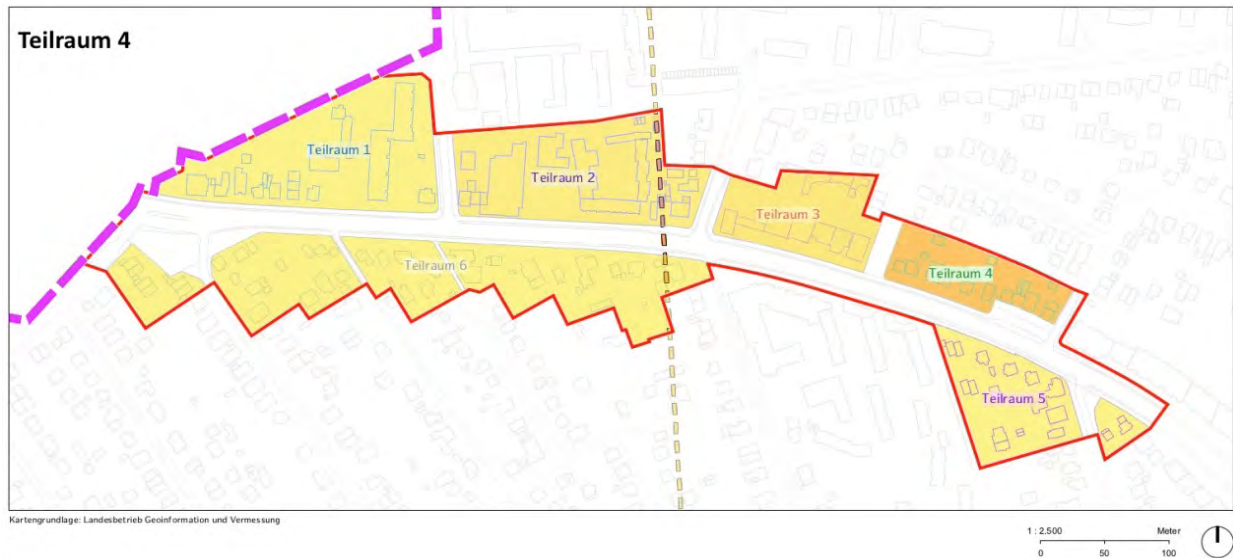 Teilraum 4
Teilraum 1
Teilraum 2
Teilraum 3
Teilraum 4
Teilraum 6
Teilraum 5
Kartengrundlage: Landesbetrieb Geoinformation und Vermessung
1 : 2.500 Meter
0 50 100